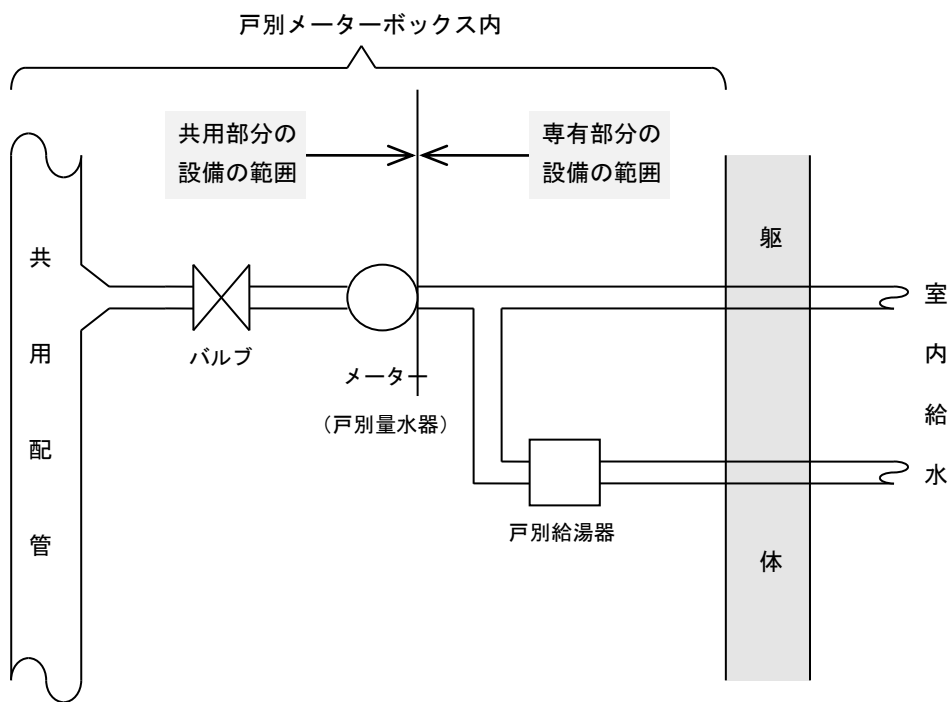 戸別メーターボックス内
共用部分の
設備の範囲
専有部分の
設備の範囲
共用配管
バルブ
メーター
（戸別量水器）
戸別給湯器
躯体
室内給水